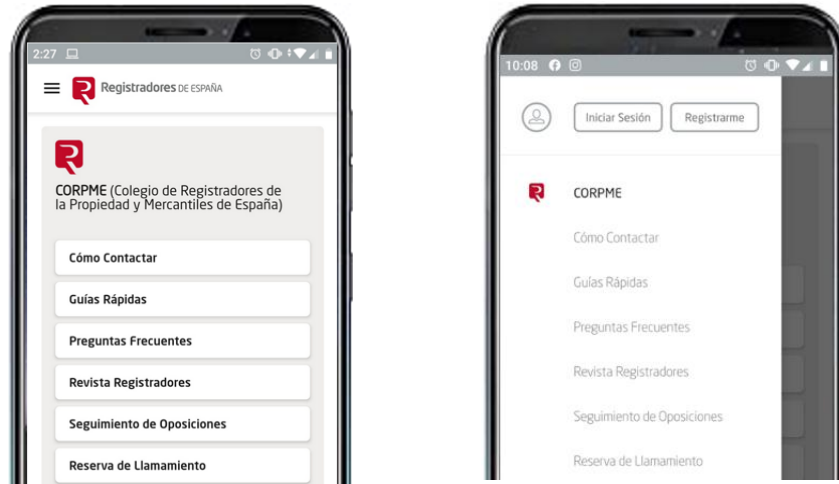 2:27
Registradores DE ESPAÑA
CORPME (Colegio de Registradores de
la Propiedad y Mercantiles de España)
Cómo Contactar
Guías Rápidas
Preguntas Frecuentes
Revista Registradores
Seguimiento de Oposiciones
Reserva de Llamamiento
10:08
Iniciar Sesión
Registrarme
CORPME
Cómo Contactar
Guías Rápidas
Preguntas Frecuentes
Revista Registradores
Seguimiento de Oposiciones
Reserva de Llamamiento